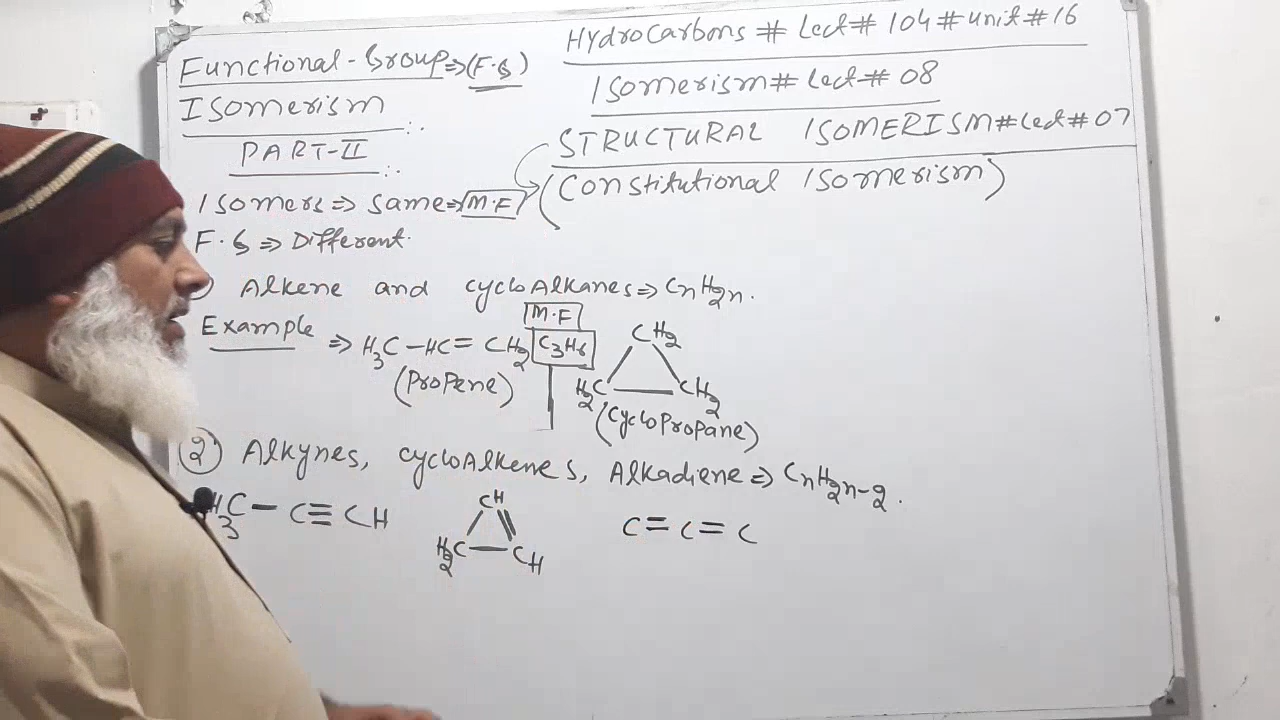 HydroCarbons # Lect # 104 # Unit # 16
Isomerism # Lect # 08
STRUCTURAL ISOMERISM # Lect # 07
(Constitutional Isomerism)
Functional-Group ⇒ (F.G)
Isomerism
PART-II
Isomers ⇒ Same ⇒ M.F
F.G ⇒ Different.
) Alkene and cycloAlkanes ⇒ CnH2n.
Example ⇒ H3C-HC=CH2
(Propene)
M.F
C3H6
CH2
H2C CH2
(CycloPropane)
② Alkynes, cycloAlkenes, Alkadiene ⇒ CnH2n-2.
H3C-C≡CH
CH
H2C-CH
C=C=C